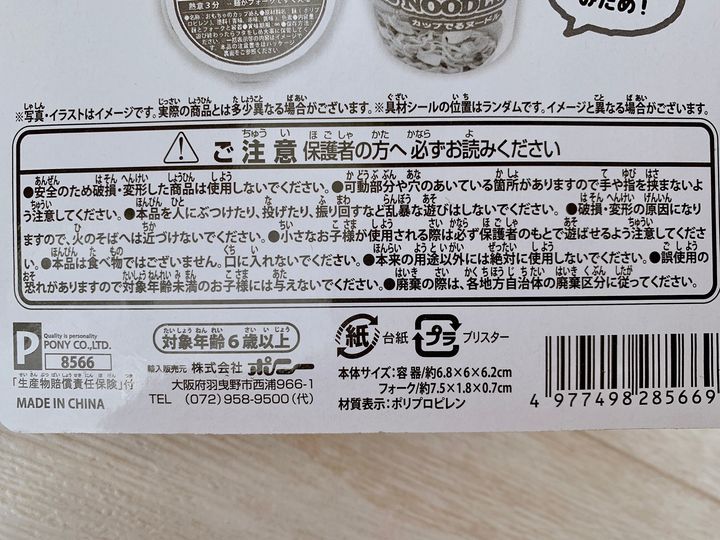 熱意3分
NOODLE
カップでるヌードル
ためた!
※写真・イラストはイメージです。実際の商品とは多少異なる場合がございます。※具材シールの位置はランダムです。イメージと異なる場合がございます。
ご注意 保護者の方へ 必ずお読みください
●安全のため破損・変形した商品は使用しないでください。●可動部分や穴のあいている箇所がありますので手や指を挟まないよ
う注意してください。●本品を人にぶつけたり、投げたり、振り回すなど乱暴な遊びはしないでください。●破損・変形の原因になり
ますので、火のそばへは近づけないでください。●小さなお子様が使用される際は必ず保護者のもとで遊ばせるよう注意してくださ
い。●本品は食べ物ではございません。口に入れないでください。●本来の用途以外には絶対に使用しないでください。●誤使用の
恐れがありますので対象年齢未満のお子様には与えないでください。●廃棄の際は、各地方自治体の廃棄区分に従ってください。
P
Quality is personality
PONY CO.,LTD.
8566
「生産物賠償責任保険」付
MADE IN CHINA
対象年齢6歳以上
輸入販売元 株式会社 ポニー
大阪府羽曳野市西浦966-1
TEL (072)958-9500(代)
紙 台紙 プラ ブリスター
本体サイズ:容器/約6.8×6×6.2cm
フォーク/約7.5×1.8×0.7cm
材質表示:ポリプロピレン
4 977498 285669